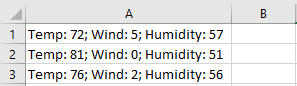 A B
1 Temp: 72; Wind: 5; Humidity: 57
2 Temp: 81; Wind: 0; Humidity: 51
3 Temp: 76; Wind: 2; Humidity: 56